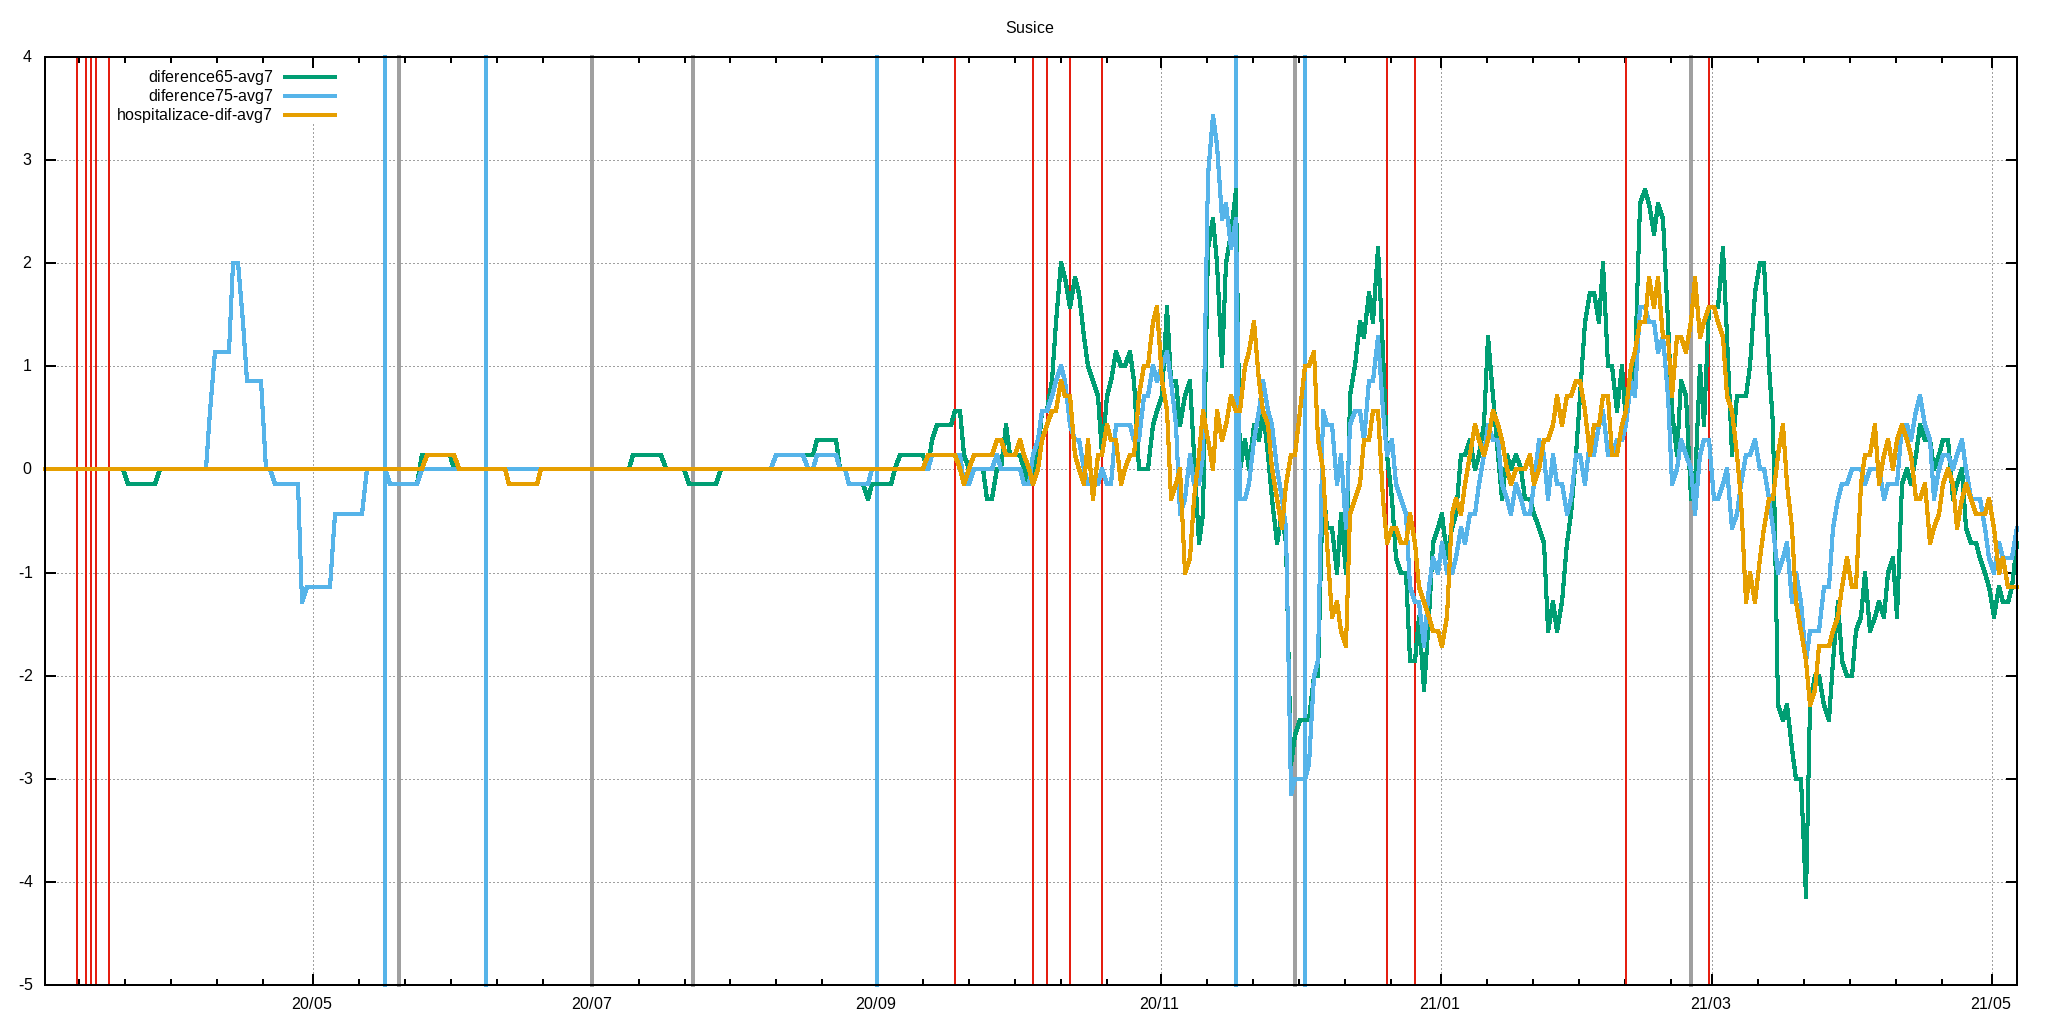 Susice
diference65-avg7
diference75-avg7
hospitalizace-dif-avg7
4
3
2
1
0
-1
-2
-3
-4
-5
20/05 20/07 20/09 20/11 21/01 21/03 21/05